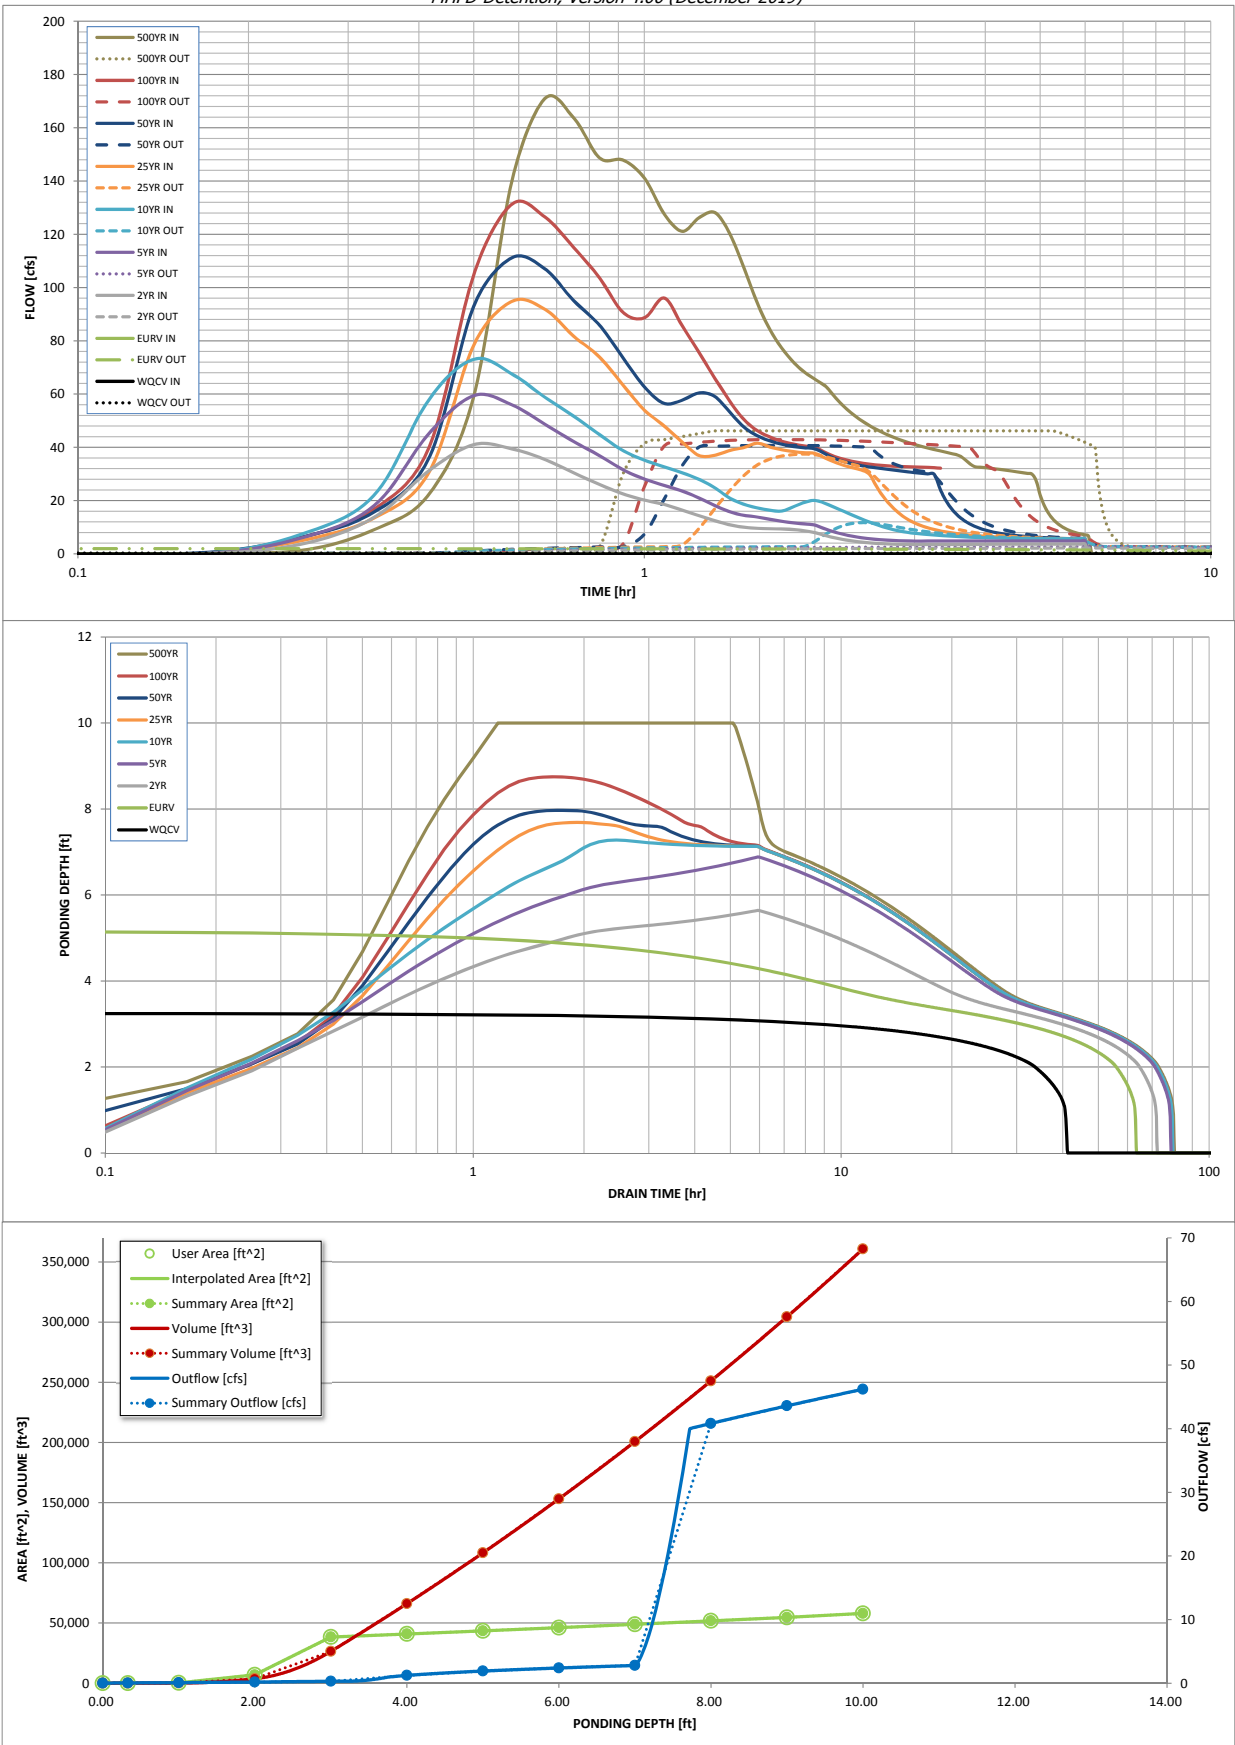 MHFD-Detention, Version 4.00 (December 2019)
200
180
160
140
120
100
80
60
40
20
0
FLOW [cfs]
500YR IN
500YR OUT
100YR IN
100YR OUT
50YR IN
50YR OUT
25YR IN
25YR OUT
10YR IN
10YR OUT
5YR IN
5YR OUT
2YR IN
2YR OUT
EURV IN
EURV OUT
WQCV IN
WQCV OUT
0.1
1
10
TIME [hr]
12
10
8
6
4
2
0
PONDING DEPTH [ft]
500YR
100YR
50YR
25YR
10YR
5YR
2YR
EURV
WQCV
0.1
1
10
100
DRAIN TIME [hr]
350,000
300,000
250,000
200,000
150,000
100,000
50,000
0
AREA [ft^2], VOLUME [ft^3]
User Area [ft^2]
Interpolated Area [ft^2]
Summary Area [ft^2]
Volume [ft^3]
Summary Volume [ft^3]
Outflow [cfs]
Summary Outflow [cfs]
70
60
50
40
30
20
10
0
OUTFLOW [cfs]
0.00
2.00
4.00
6.00
8.00
10.00
12.00
14.00
PONDING DEPTH [ft]